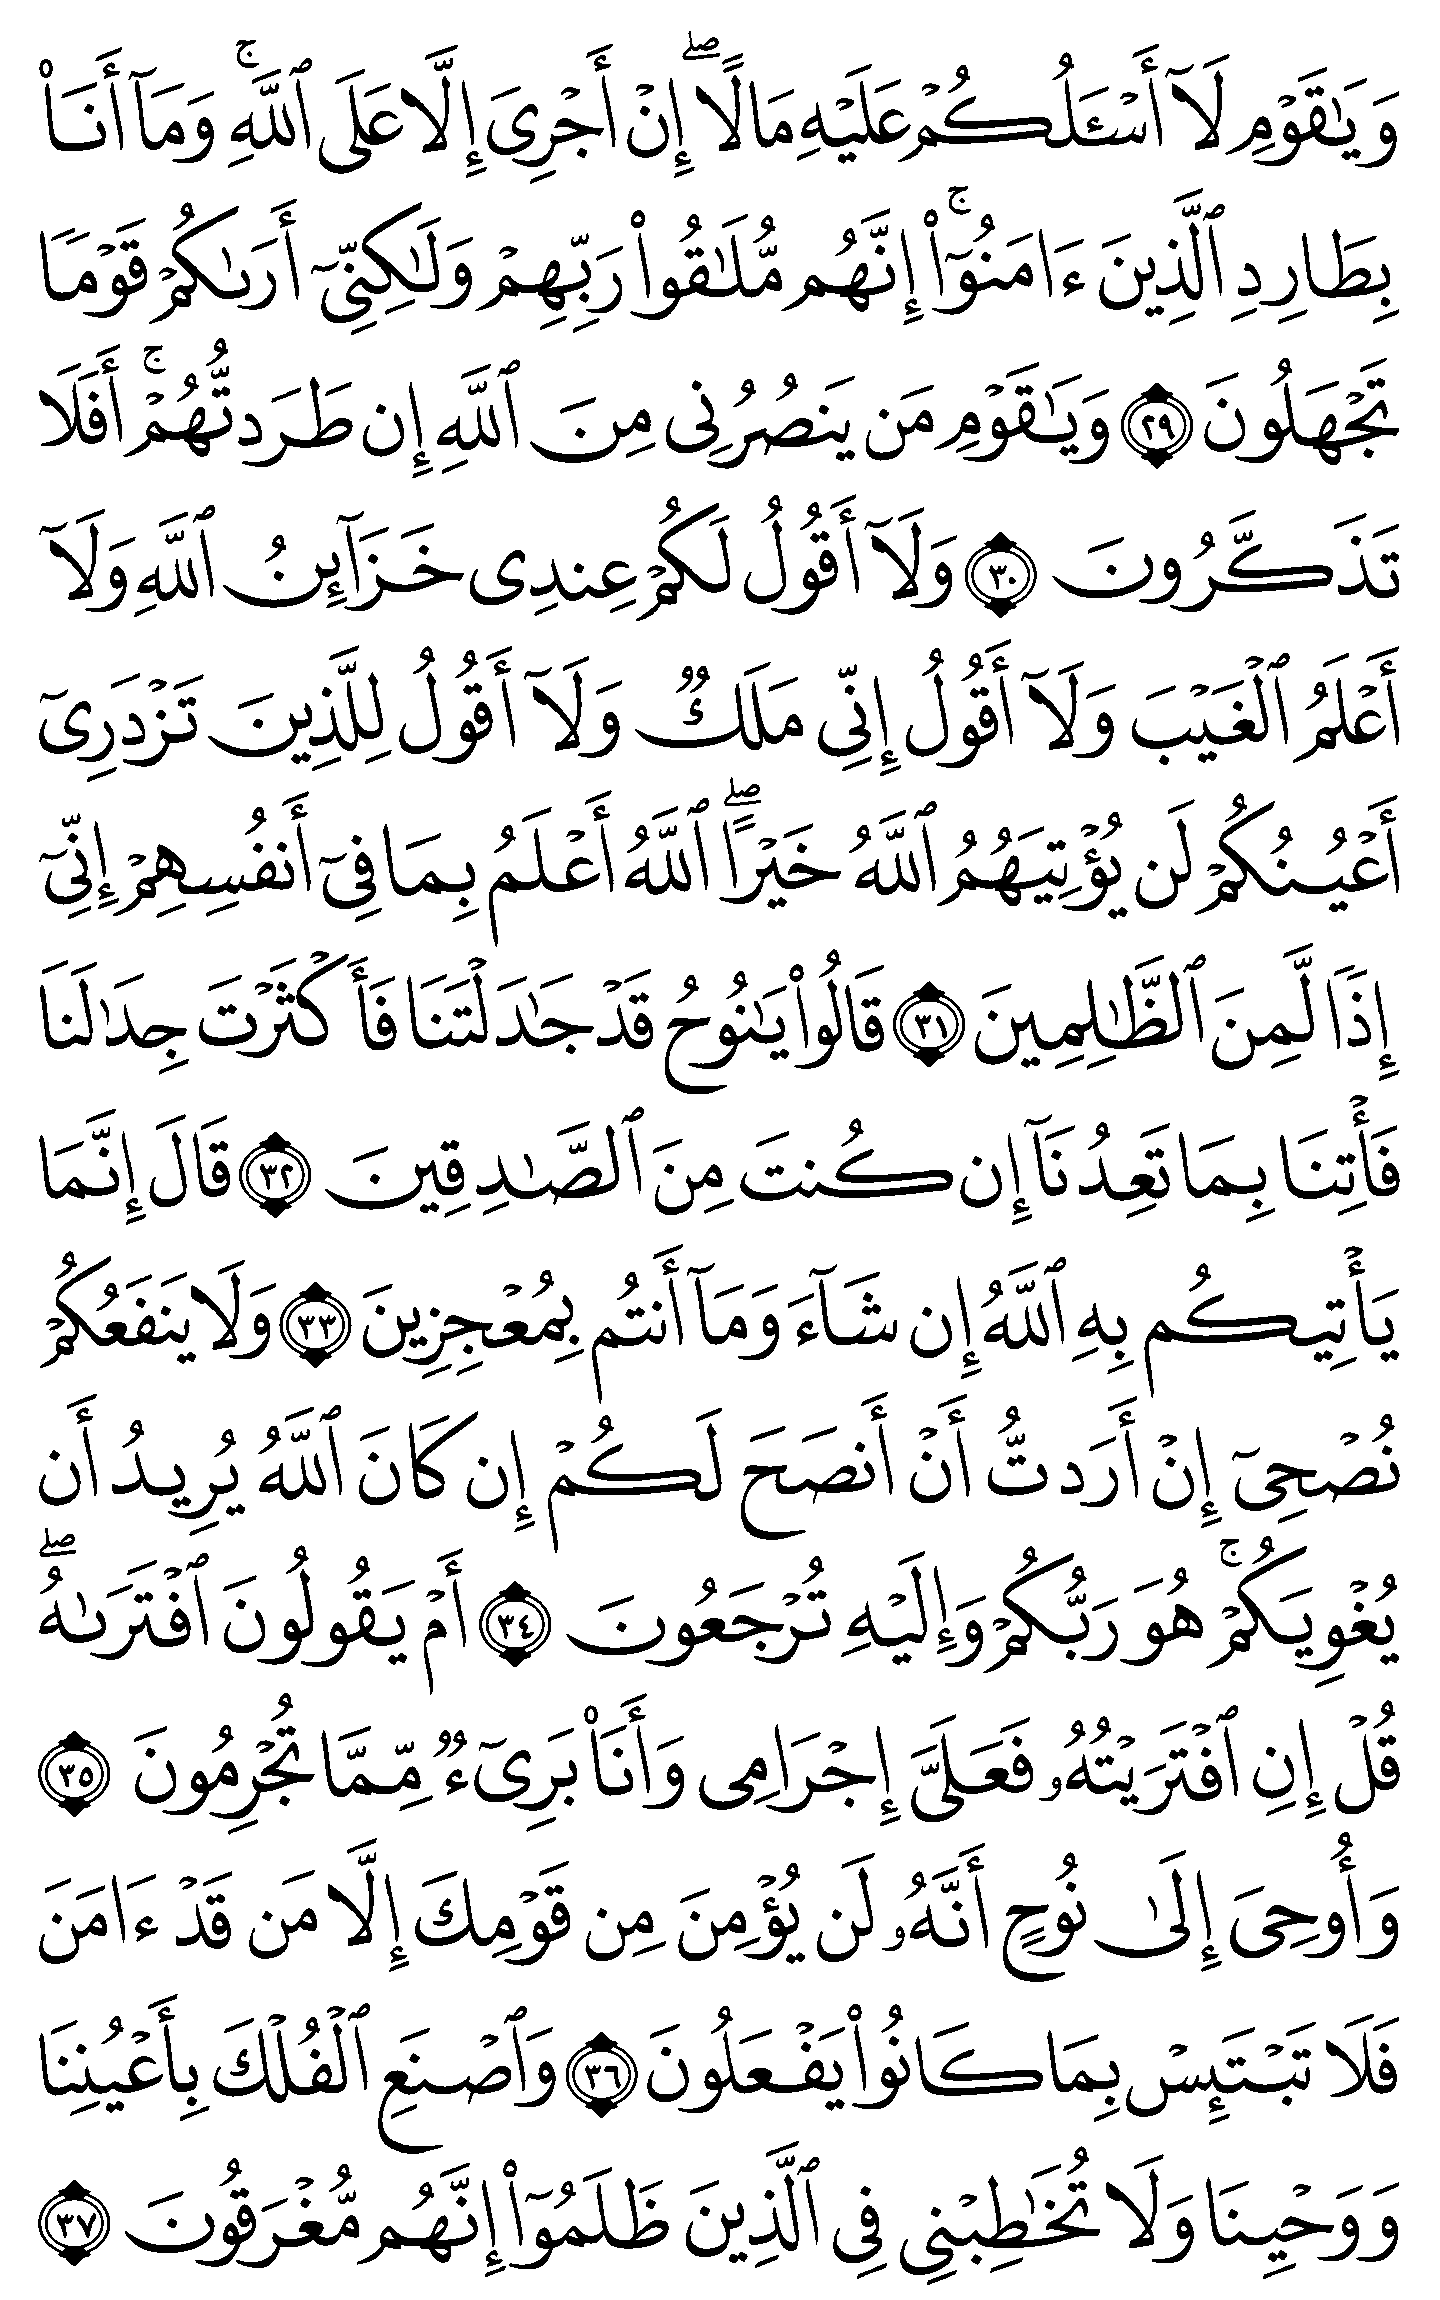 وَيَٰقَوْمِ لَآ أَسْـَٔلُكُمْ عَلَيْهِ مَالًا ۖ إِنْ أَجْرِىَ إِلَّا عَلَى ٱللَّهِ ۚ وَمَآ أَنَا۠
بِطَارِدِ ٱلَّذِينَ ءَامَنُوٓا۟ ۚ إِنَّهُم مُّلَٰقُوا۟ رَبِّهِمْ وَلَٰكِنِّىٓ أَرَىٰكُمْ قَوْمًا
تَجْهَلُونَ ٢٩ وَيَٰقَوْمِ مَن يَنصُرُنِى مِنَ ٱللَّهِ إِن طَرَدتُّهُمْ ۚ أَفَلَا
تَذَكَّرُونَ ٣٠ وَلَآ أَقُولُ لَكُمْ عِندِى خَزَآئِنُ ٱللَّهِ وَلَآ
أَعْلَمُ ٱلْغَيْبَ وَلَآ أَقُولُ إِنِّى مَلَكٌ وَلَآ أَقُولُ لِلَّذِينَ تَزْدَرِىٓ
أَعْيُنُكُمْ لَن يُؤْتِيَهُمُ ٱللَّهُ خَيْرًا ۖ ٱللَّهُ أَعْلَمُ بِمَا فِىٓ أَنفُسِهِمْ إِنِّىٓ
إِذًا لَّمِنَ ٱلظَّٰلِمِينَ ٣١ قَالُوا۟ يَٰنُوحُ قَدْ جَٰدَلْتَنَا فَأَكْثَرْتَ جِدَٰلَنَا
فَأْتِنَا بِمَا تَعِدُنَآ إِن كُنتَ مِنَ ٱلصَّٰدِقِينَ ٣٢ قَالَ إِنَّمَا
يَأْتِيكُم بِهِ ٱللَّهُ إِن شَآءَ وَمَآ أَنتُم بِمُعْجِزِينَ ٣٣ وَلَا يَنفَعُكُمْ
نُصْحِىٓ إِنْ أَرَدتُّ أَنْ أَنصَحَ لَكُمْ إِن كَانَ ٱللَّهُ يُرِيدُ أَن
يُغْوِيَكُمْ ۚ هُوَ رَبُّكُمْ وَإِلَيْهِ تُرْجَعُونَ ٣٤ أَمْ يَقُولُونَ ٱفْتَرَىٰهُ ۖ
قُلْ إِنِ ٱفْتَرَيْتُهُۥ فَعَلَىَّ إِجْرَامِى وَأَنَا۠ بَرِىٓءٌ مِّمَّا تُجْرِمُونَ ٣٥
وَأُوحِىَ إِلَىٰ نُوحٍ أَنَّهُۥ لَن يُؤْمِنَ مِن قَوْمِكَ إِلَّا مَن قَدْ ءَامَنَ
فَلَا تَبْتَئِسْ بِمَا كَانُوا۟ يَفْعَلُونَ ٣٦ وَٱصْنَعِ ٱلْفُلْكَ بِأَعْيُنِنَا
وَوَحْيِنَا وَلَا تُخَٰطِبْنِى فِى ٱلَّذِينَ ظَلَمُوٓا۟ إِنَّهُم مُّغْرَقُونَ ٣٧